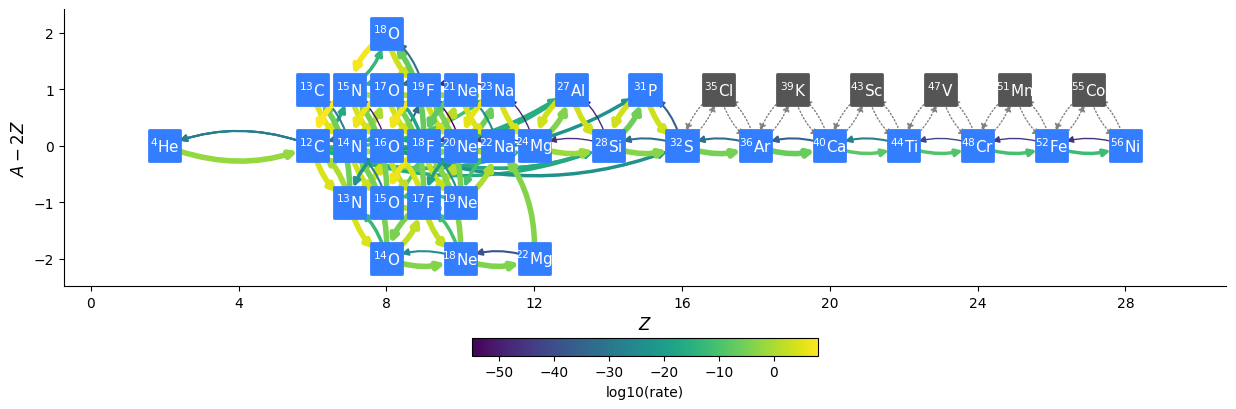 2
1
0
−1
−2
A − 2Z
¹⁸O
¹³C ¹⁵N ¹⁷O ¹⁹F ²¹Ne ²³Na ²⁷Al ³¹P ³⁵Cl ³⁹K ⁴³Sc ⁴⁷V ⁵¹Mn ⁵⁵Co
⁴He ¹²C ¹⁴N ¹⁶O ¹⁸F ²⁰Ne ²²Na ²⁴Mg ²⁸Si ³²S ³⁶Ar ⁴⁰Ca ⁴⁴Ti ⁴⁸Cr ⁵²Fe ⁵⁶Ni
¹³N ¹⁵O ¹⁷F ¹⁹Ne
¹⁴O ¹⁸Ne ²²Mg
0 4 8 12 16 20 24 28
Z
−50 −40 −30 −20 −10 0
log10(rate)